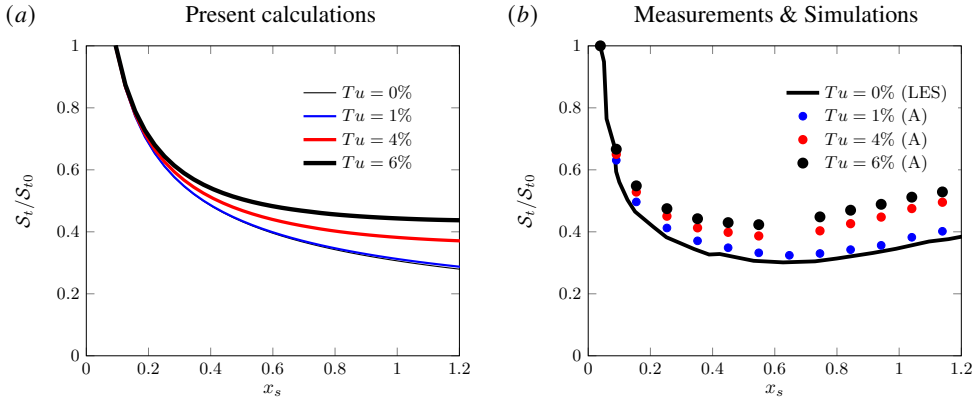 (a) Present calculations
1
0.8
0.6
0.4
0.2
0
0 0.2 0.4 0.6 0.8 1 1.2
S_t/S_t0
x_s
Tu = 0%
Tu = 1%
Tu = 4%
Tu = 6%
(b) Measurements & Simulations
1
0.8
0.6
0.4
0.2
0
0 0.2 0.4 0.6 0.8 1 1.2
S_t/S_t0
x_s
Tu = 0% (LES)
Tu = 1% (A)
Tu = 4% (A)
Tu = 6% (A)